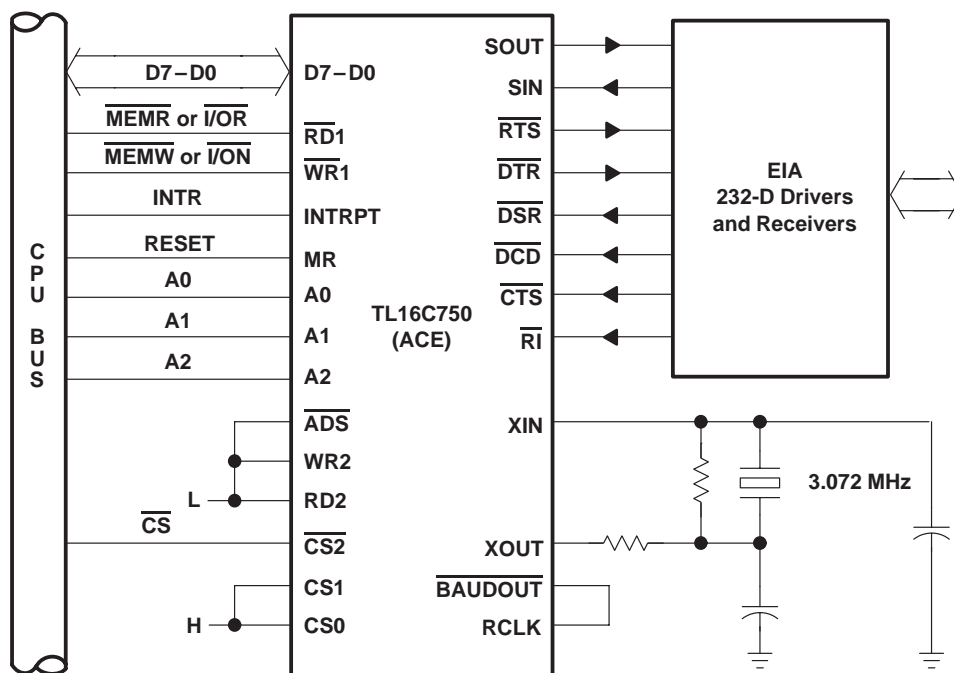 CPU BUS
D7–D0
MEMR or I/OR
MEMW or I/ON
INTR
RESET
A0
A1
A2
L
CS
H
D7–D0
RD1
WR1
INTRPT
MR
A0
A1
A2
ADS
WR2
RD2
CS2
CS1
CS0
TL16C750
(ACE)
SOUT
SIN
RTS
DTR
DSR
DCD
CTS
RI
XIN
XOUT
BAUDOUT
RCLK
EIA
232-D Drivers
and Receivers
3.072 MHz